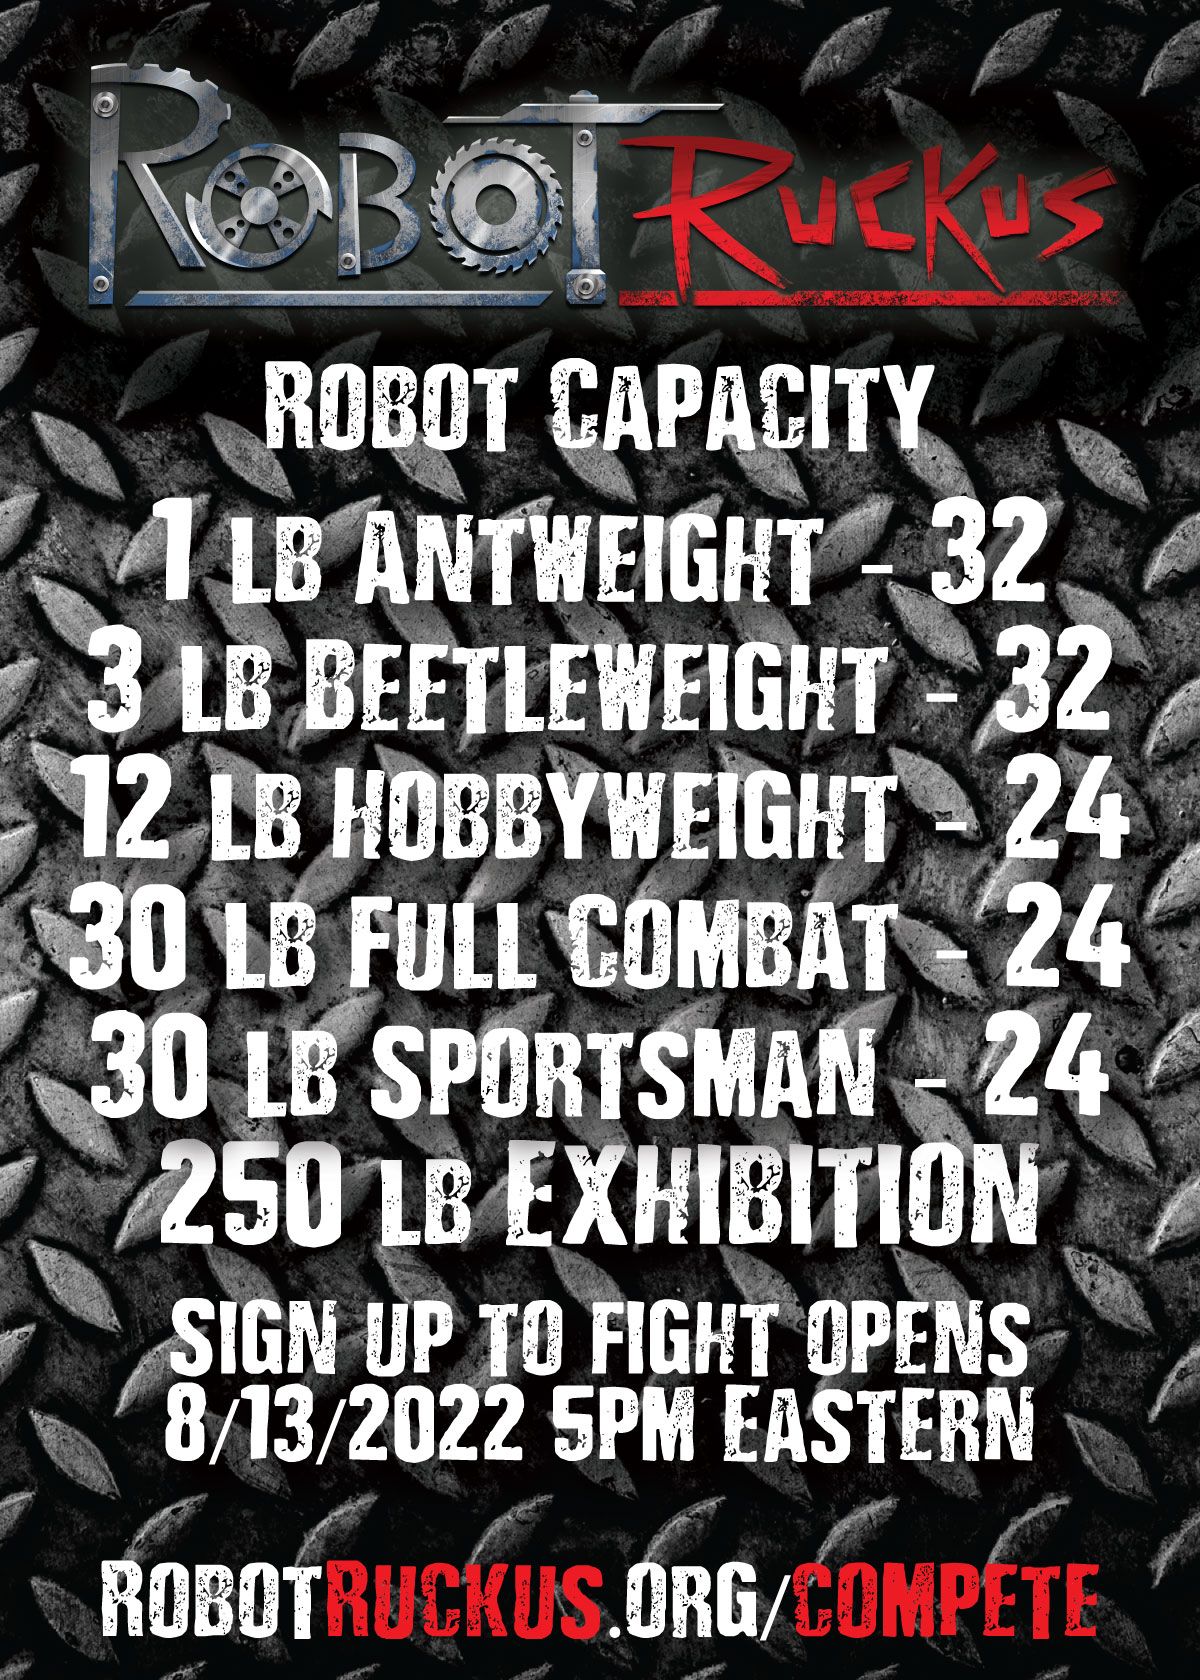 Robot Ruckus
Robot Capacity
1 lb Antweight - 32
3 lb Beetleweight - 32
12 lb Hobbyweight - 24
30 lb Full Combat - 24
30 lb Sportsman - 24
250 lb Exhibition
Sign up to fight opens
8/13/2022 5pm Eastern
RobotRuckus.org/compete